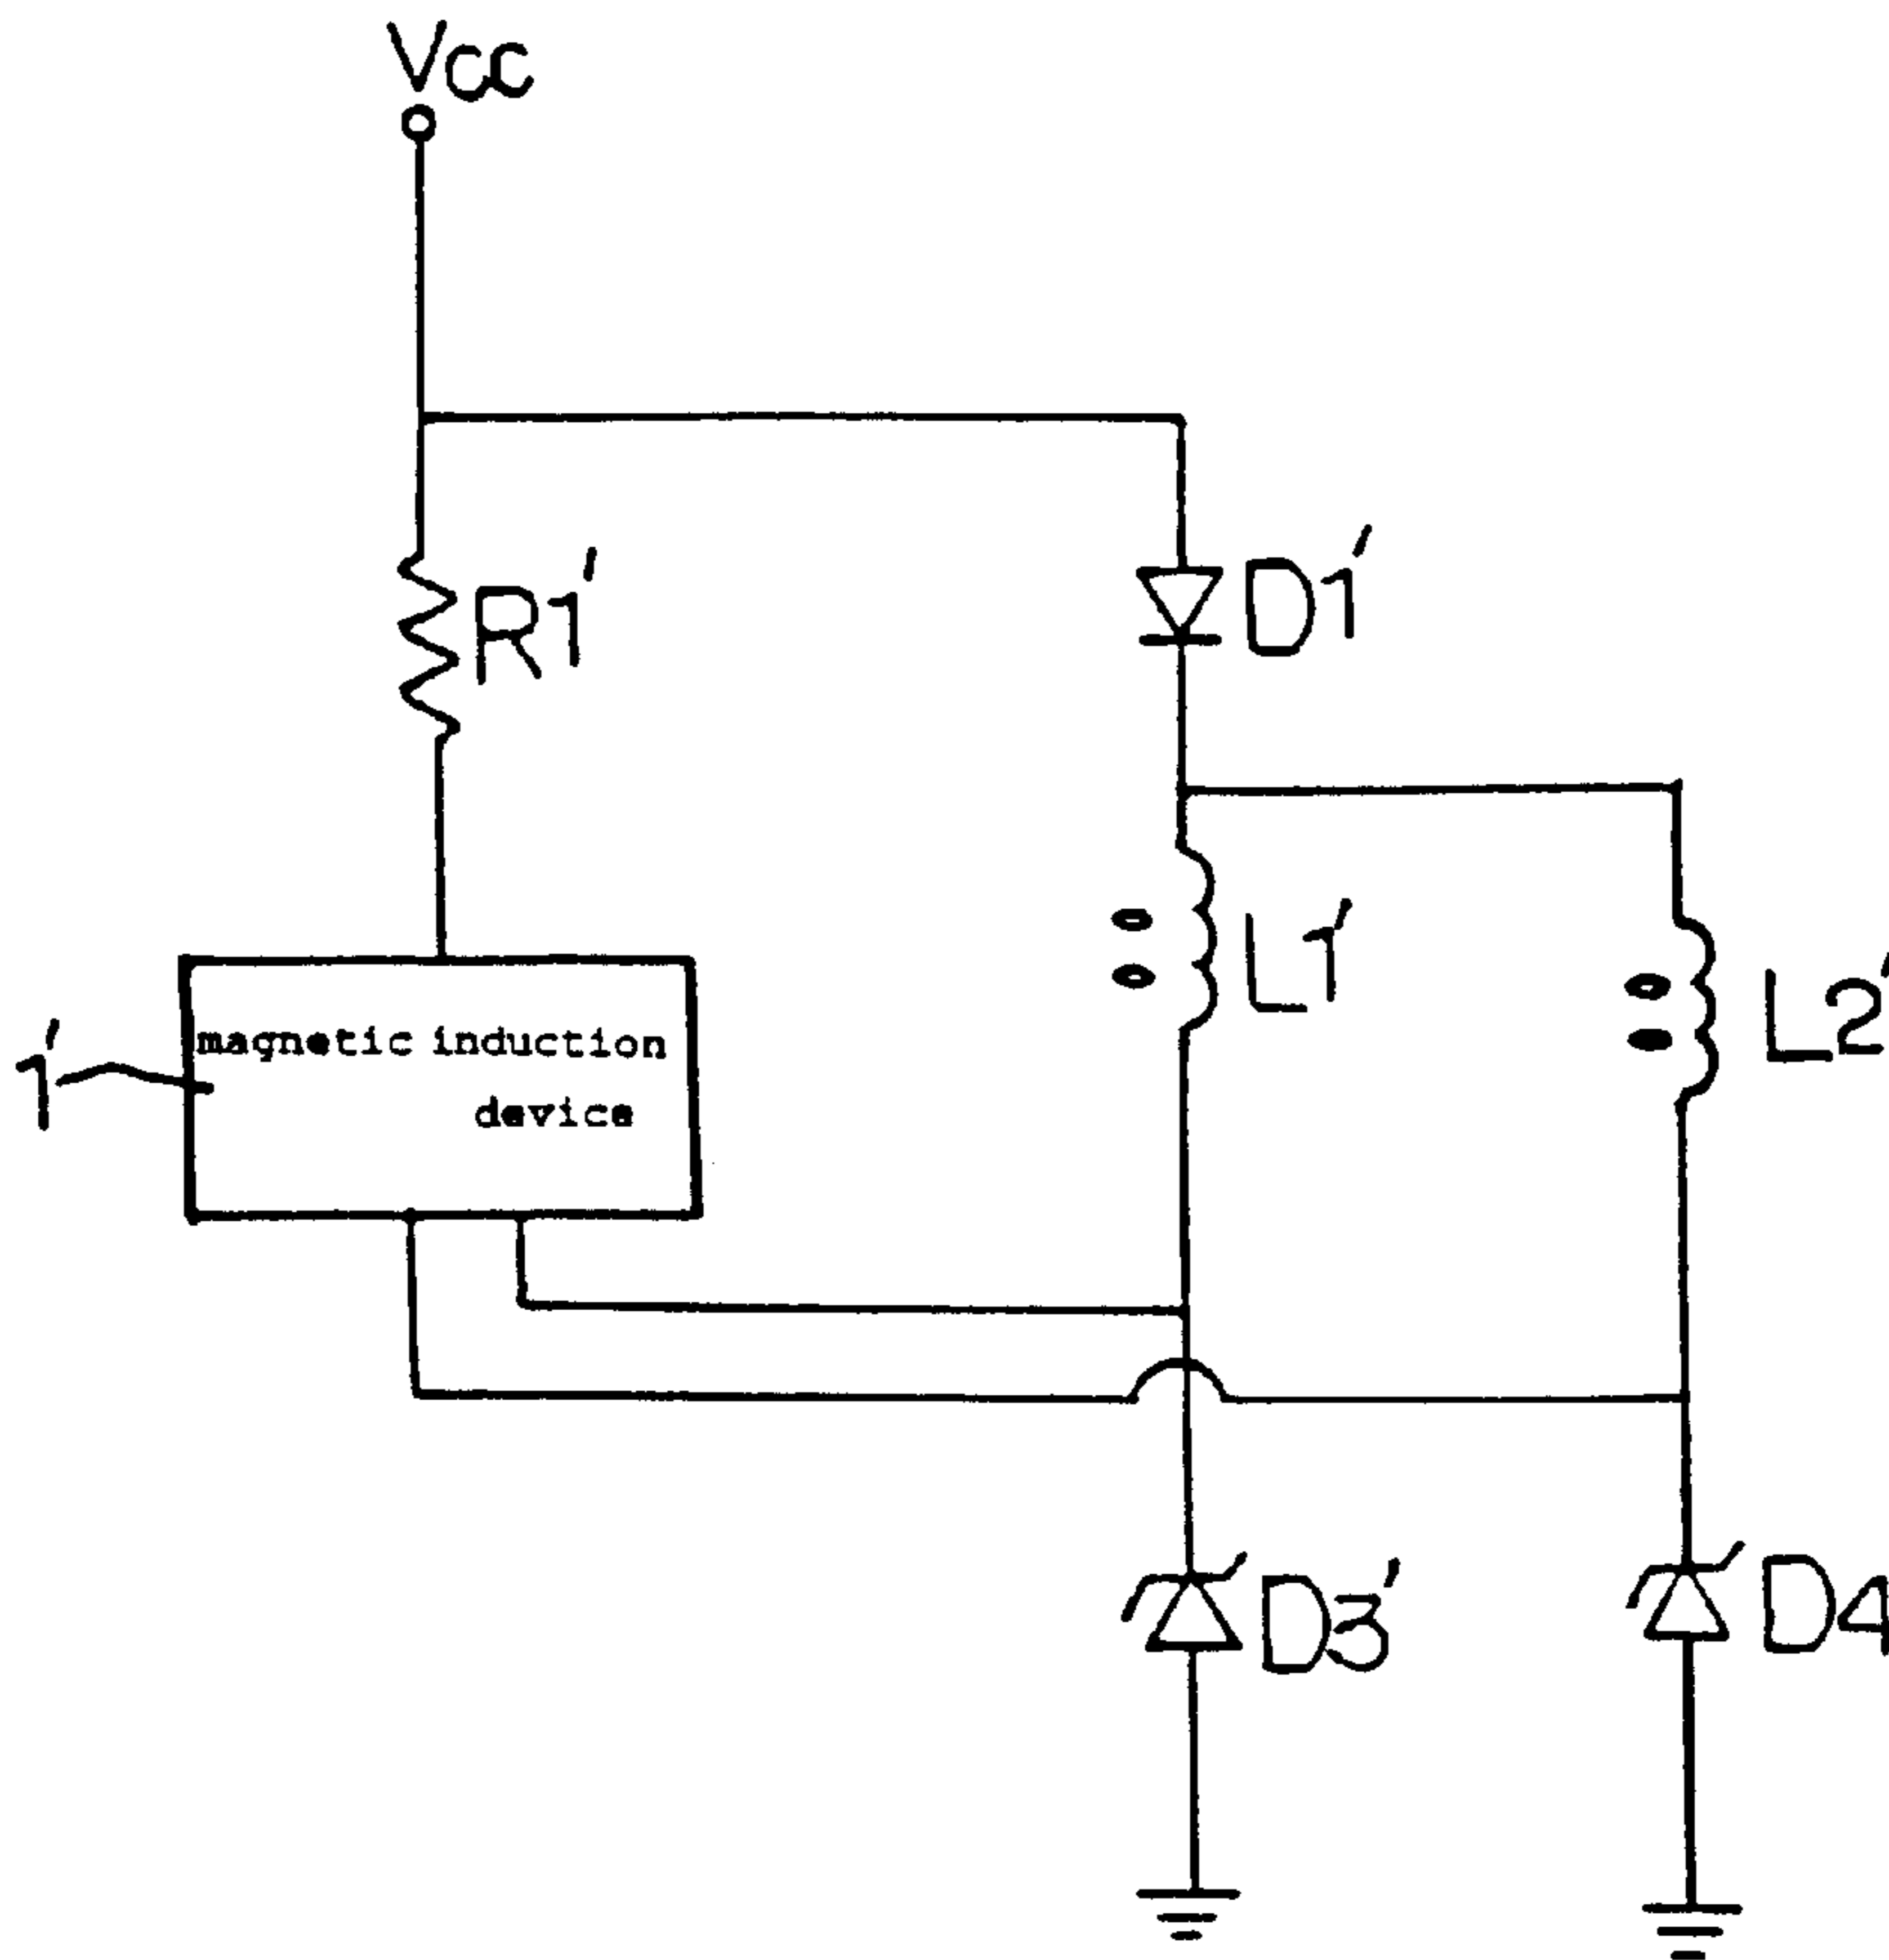 Vcc
D1'
R1'
L1'
L2'
magnetic induction
device
1'
D3'
D4